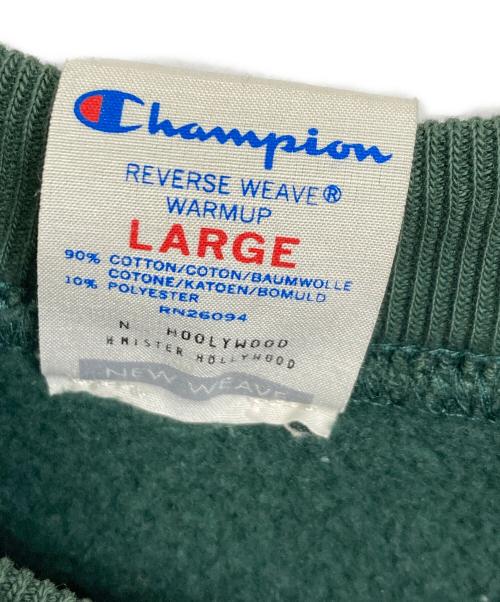 Champion
REVERSE WEAVE®
WARMUP
LARGE
90% COTTON/COTON/BAUMWOLLE
COTONE/KATOEN/BOMULD
10% POLYESTER
RN26094
N. HOOLYWOOD
MISTER HOLLYWOOD
NEW WEAVE